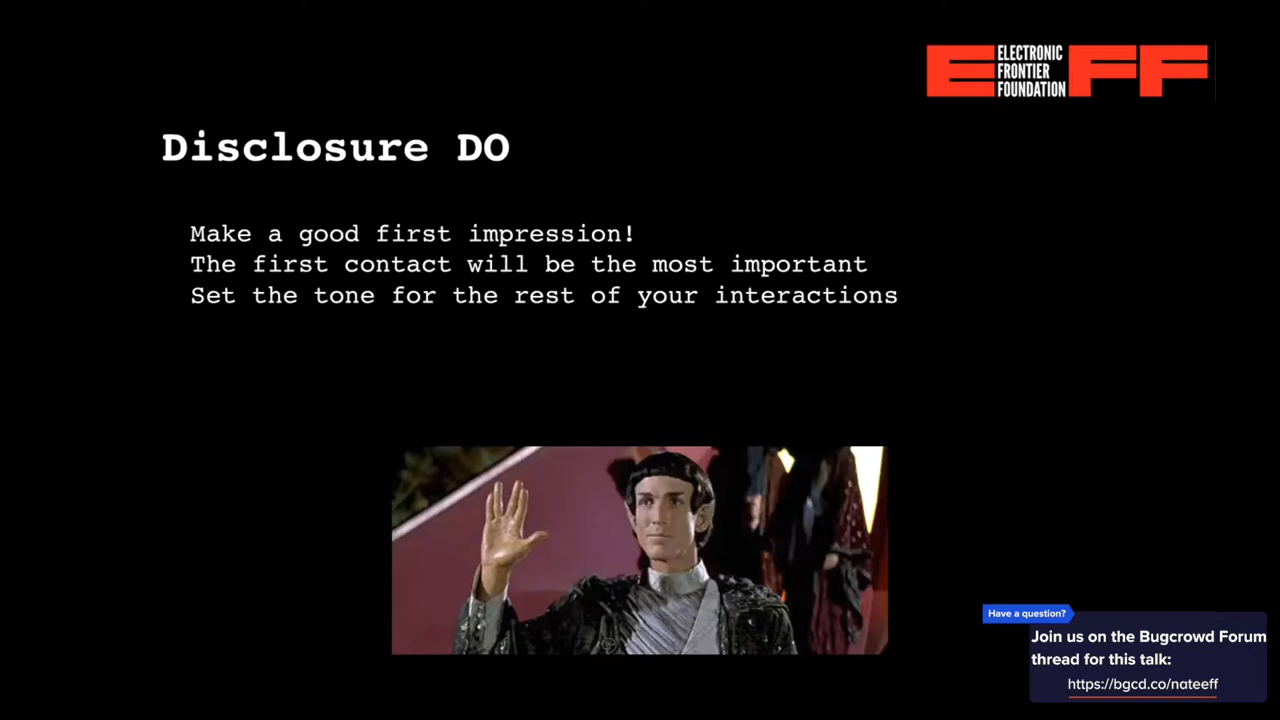 EFF
ELECTRONIC
FRONTIER
FOUNDATION
Disclosure DO
Make a good first impression!
The first contact will be the most important
Set the tone for the rest of your interactions
Have a question?
Join us on the Bugcrowd Forum
thread for this talk:
https://bgcd.co/nateeff